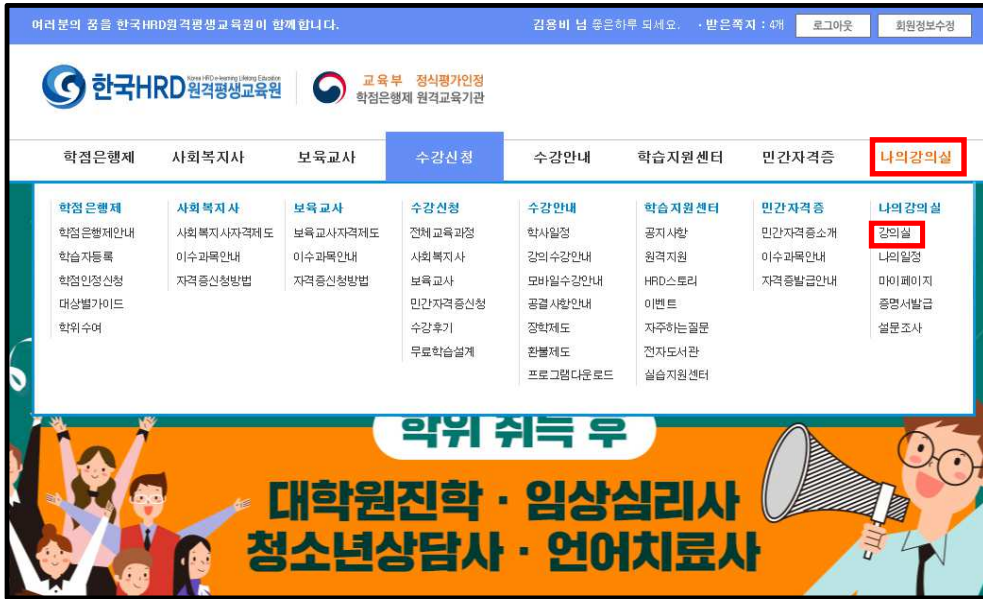 여러분의 꿈을 한국HRD원격평생교육원이 함께합니다. 김용비 님 좋은하루 되세요. · 받은쪽지 : 4개 로그아웃 회원정보수정
한국HRD원격평생교육원
Korea HRD e-learning Lifelong Education
교육부 정식평가인정
학점은행제 원격교육기관
학점은행제 사회복지사 보육교사 수강신청 수강안내 학습지원센터 민간자격증 나의강의실
학점은행제 사회복지사 보육교사 수강신청 수강안내 학습지원센터 민간자격증 나의강의실
학점은행제안내 사회복지사자격제도 보육교사자격제도 전체교육과정 학사일정 공지사항 민간자격증소개 강의실
학습자등록 이수과목안내 이수과목안내 사회복지사 강의수강안내 원격지원 이수과목안내 나의일정
학점인정신청 자격증신청방법 자격증신청방법 보육교사 모바일수강안내 HRD스토리 자격증발급안내 마이페이지
대상별가이드 민간자격증신청 공결사항안내 이벤트 증명서발급
학위수여 수강후기 장학제도 자주하는질문 설문조사
무료학습설계 환불제도 전자도서관
프로그램다운로드 실습지원센터
학위 취득 후
대학원진학 · 임상심리사
청소년상담사 · 언어치료사